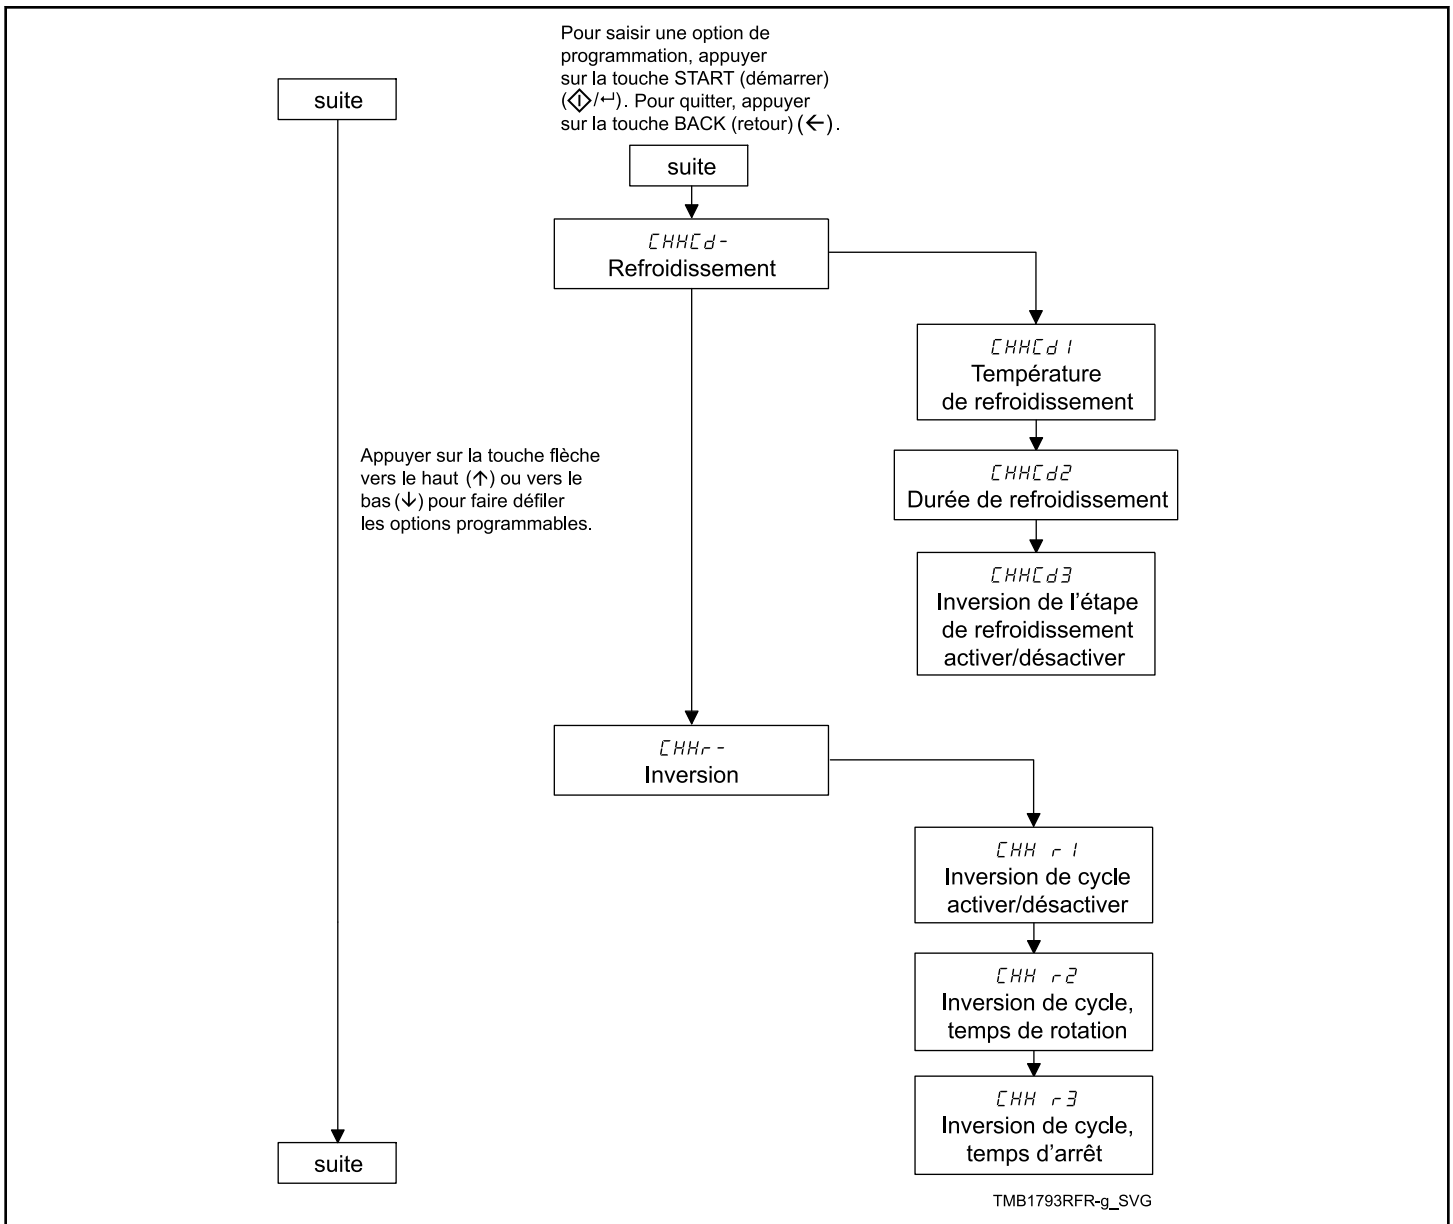 Pour saisir une option de
programmation, appuyer
sur la touche START (démarrer)
(/↵). Pour quitter, appuyer
sur la touche BACK (retour) (←).
suite
suite
CHHCd-
Refroidissement
CHHCd1
Température
de refroidissement
CHHCd2
Durée de refroidissement
Appuyer sur la touche flèche
vers le haut (↑) ou vers le
bas (↓) pour faire défiler
les options programmables.
CHHCd3
Inversion de l'étape
de refroidissement
activer/désactiver
CHHr-
Inversion
CHH r1
Inversion de cycle
activer/désactiver
CHH r2
Inversion de cycle,
temps de rotation
CHH r3
Inversion de cycle,
temps d'arrêt
suite
TMB1793RFR-g_SVG